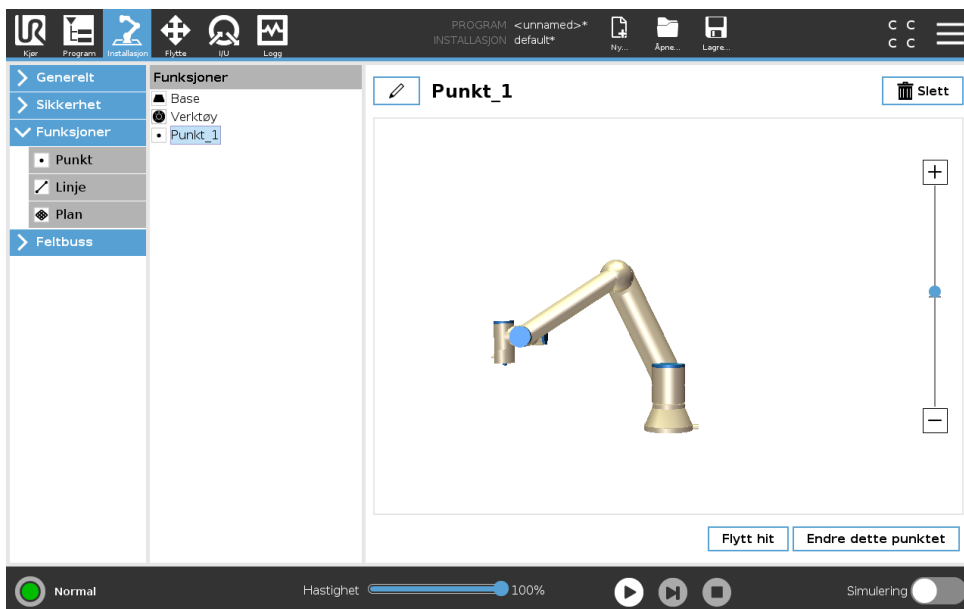 UR
PROGRAM <unnamed>*
INSTALLASJON default*
C C
C C
Kjør Program Installasjon Flytte I/U Logg Ny... Åpne... Lagre...
Generelt
Sikkerhet
Funksjoner
Punkt
Linje
Plan
Feltbuss
Funksjoner
Base
Verktøy
Punkt_1
Punkt_1
Slett
Flytt hit
Endre dette punktet
Normal
Hastighet
100%
Simulering